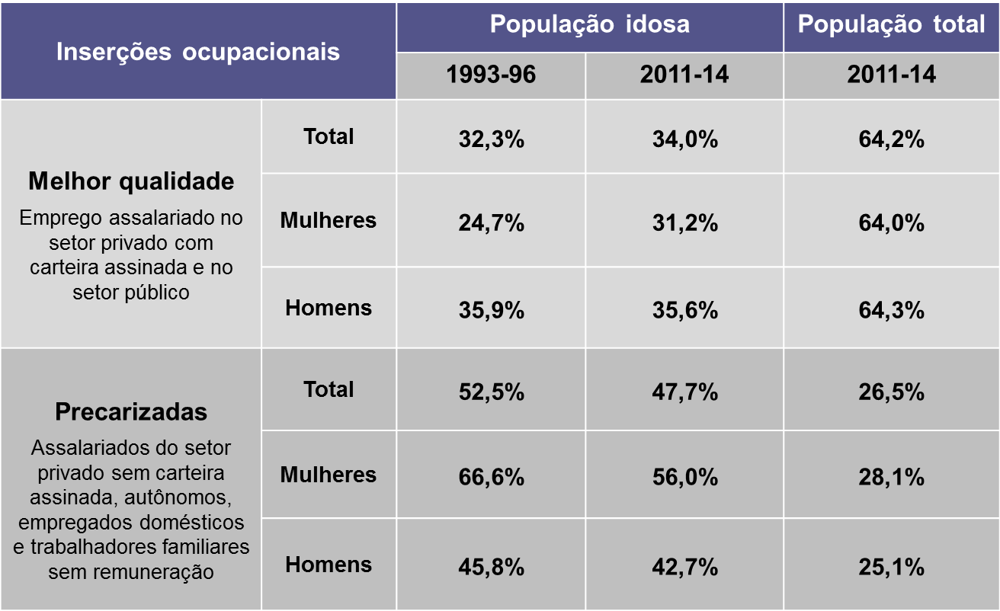 Inserções ocupacionais
População idosa
População total
1993-96
2011-14
2011-14
Melhor qualidade
Emprego assalariado no
setor privado com
carteira assinada e no
setor público
Total
32,3%
34,0%
64,2%
Mulheres
24,7%
31,2%
64,0%
Homens
35,9%
35,6%
64,3%
Precarizadas
Assalariados do setor
privado sem carteira
assinada, autônomos,
empregados domésticos
e trabalhadores familiares
sem remuneração
Total
52,5%
47,7%
26,5%
Mulheres
66,6%
56,0%
28,1%
Homens
45,8%
42,7%
25,1%